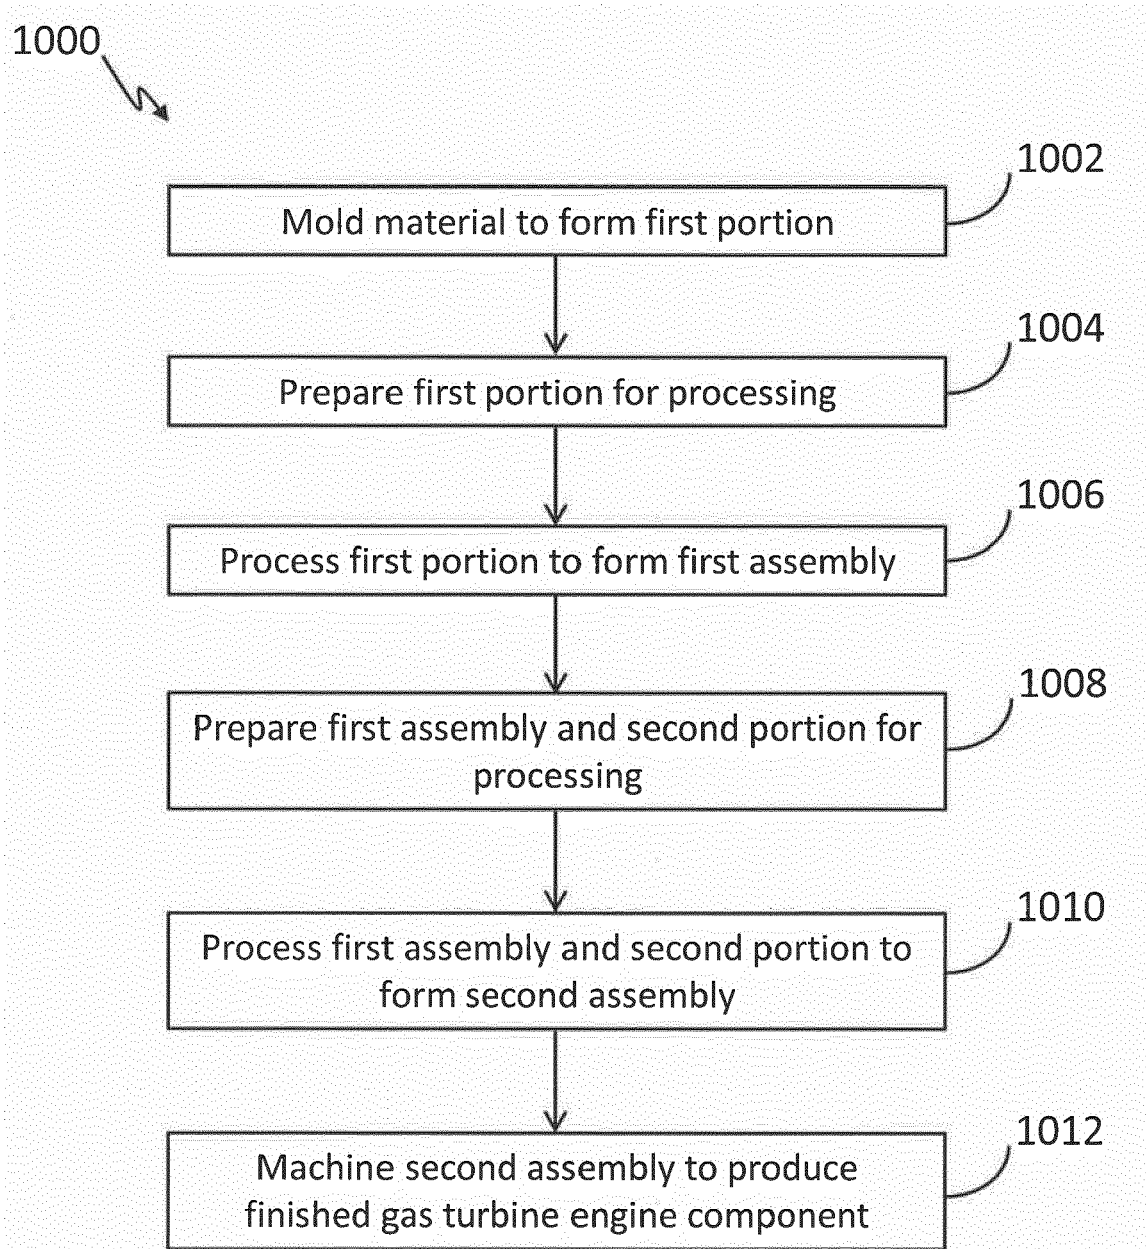 1000
1002
Mold material to form first portion
1004
Prepare first portion for processing
1006
Process first portion to form first assembly
1008
Prepare first assembly and second portion for
processing
1010
Process first assembly and second portion to
form second assembly
1012
Machine second assembly to produce
finished gas turbine engine component